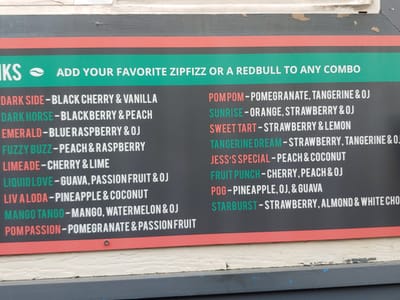 NKS ADD YOUR FAVORITE ZIPFIZZ OR A REDBULL TO ANY COMBO
DARK SIDE - BLACK CHERRY & VANILLA
DARK HORSE - BLACKBERRY & PEACH
EMERALD - BLUE RASPBERRY & OJ
FUZZY BUZZ - PEACH & RASPBERRY
LIMEADE - CHERRY & LIME
LIQUID LOVE - GUAVA, PASSION FRUIT & OJ
LIV A LODA - PINEAPPLE & COCONUT
MANGO TANGO - MANGO, WATERMELON & OJ
POM PASSION - POMEGRANATE & PASSION FRUIT
POM POM - POMEGRANATE, TANGERINE & OJ
SUNRISE - ORANGE, STRAWBERRY & OJ
SWEET TART - STRAWBERRY & LEMON
TANGERINE DREAM - STRAWBERRY, TANGERINE & OJ
JESS'S SPECIAL - PEACH & COCONUT
FRUIT PUNCH - CHERRY, PEACH & OJ
POG - PINEAPPLE, OJ, & GUAVA
STARBURST - STRAWBERRY, ALMOND & WHITE CHO